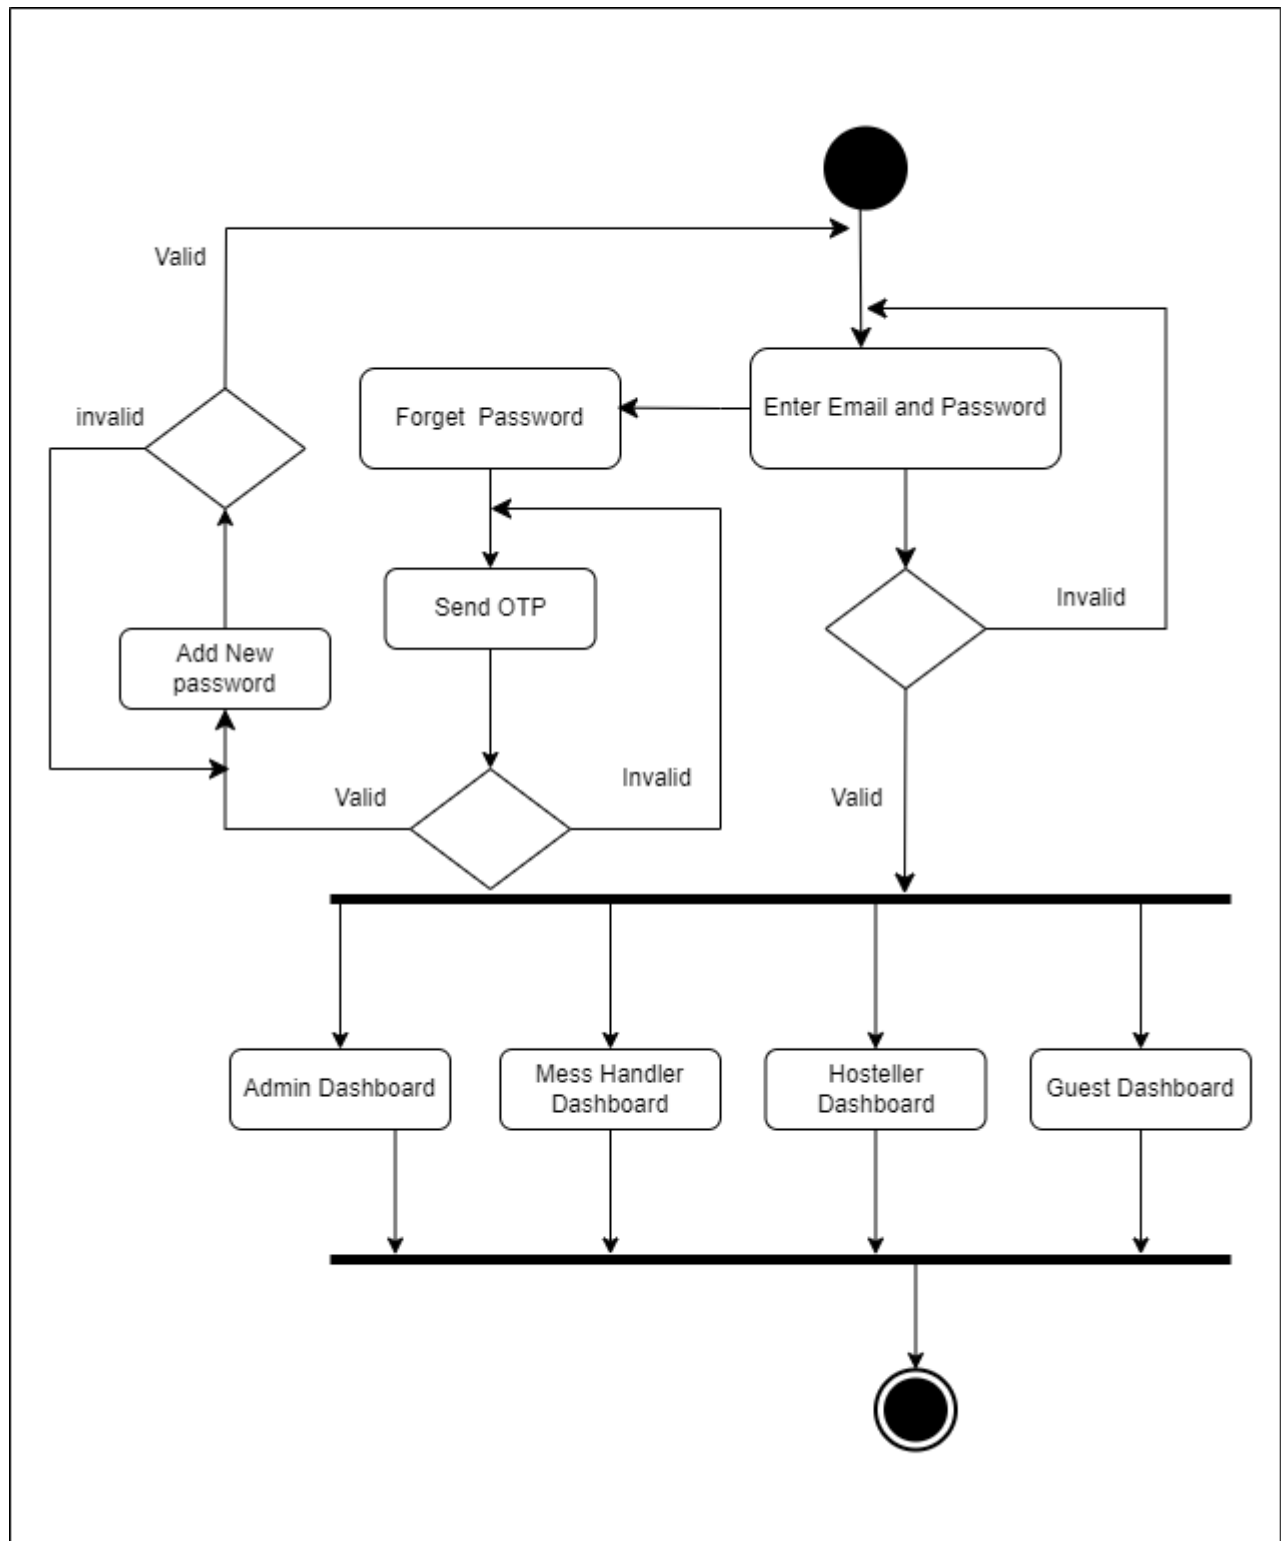 Valid
invalid
Forget  Password
Enter Email and Password
Send OTP
Invalid
Add New
password
Invalid
Valid
Valid
Admin Dashboard
Mess Handler
Dashboard
Hosteller
Dashboard
Guest Dashboard